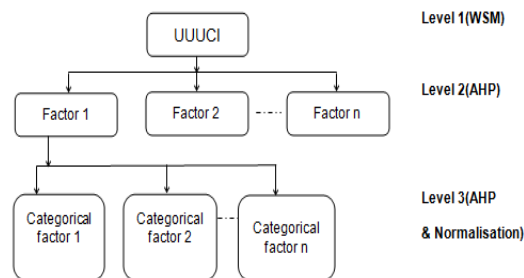 Level 1(WSM)
UUUCI
Level 2(AHP)
Factor 1
Factor 2
Factor n
Level 3(AHP
& Normalisation)
Categorical
factor 1
Categorical
factor 2
Categorical
factor n